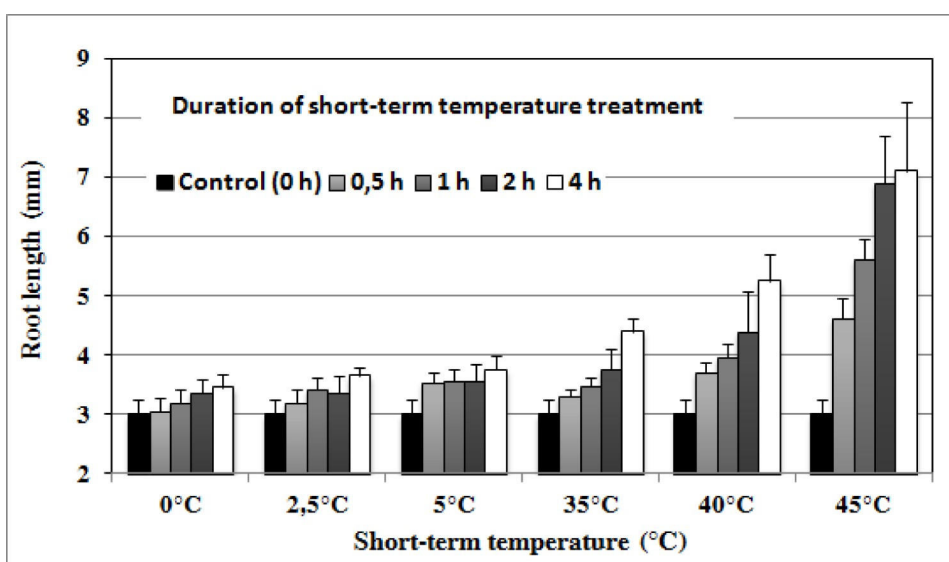 9
8
7
6
5
4
3
2
Root length (mm)
Duration of short-term temperature treatment
Control (0 h) 0,5 h 1 h 2 h 4 h
0°C 2,5°C 5°C 35°C 40°C 45°C
Short-term temperature (°C)